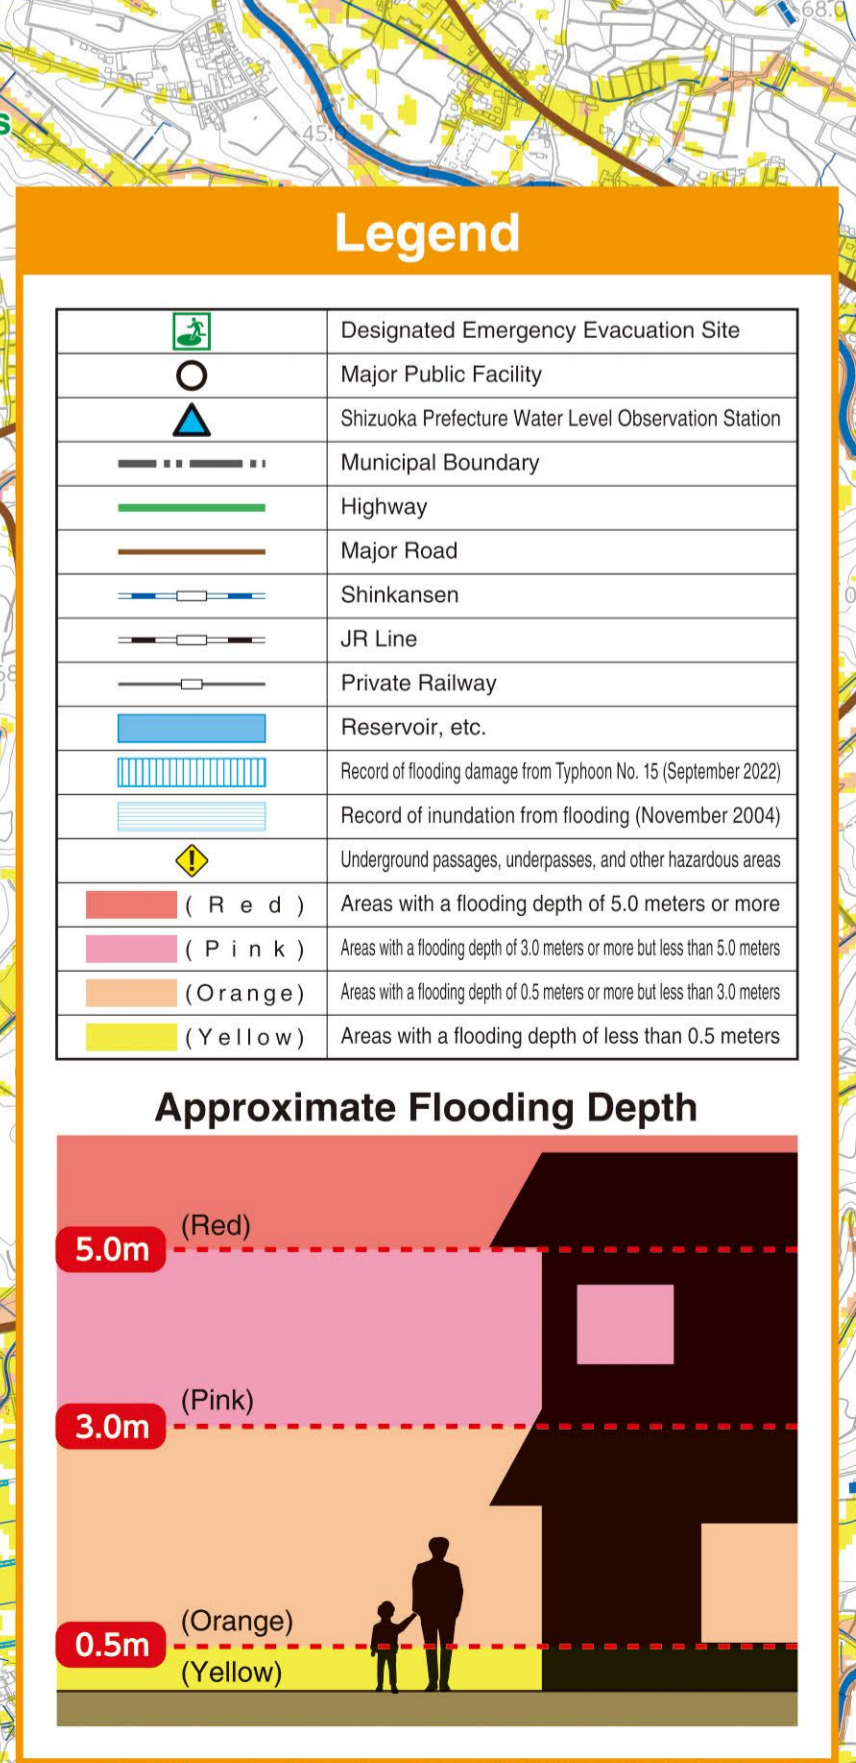 68.0
s
45.0
Legend
Designated Emergency Evacuation Site
Major Public Facility
Shizuoka Prefecture Water Level Observation Station
Municipal Boundary
Highway
Major Road
Shinkansen
JR Line
Private Railway
Reservoir, etc.
Record of flooding damage from Typhoon No. 15 (September 2022)
Record of inundation from flooding (November 2004)
Underground passages, underpasses, and other hazardous areas
(Red) Areas with a flooding depth of 5.0 meters or more
(Pink) Areas with a flooding depth of 3.0 meters or more but less than 5.0 meters
(Orange) Areas with a flooding depth of 0.5 meters or more but less than 3.0 meters
(Yellow) Areas with a flooding depth of less than 0.5 meters
Approximate Flooding Depth
(Red)
5.0m
(Pink)
3.0m
(Orange)
0.5m
(Yellow)